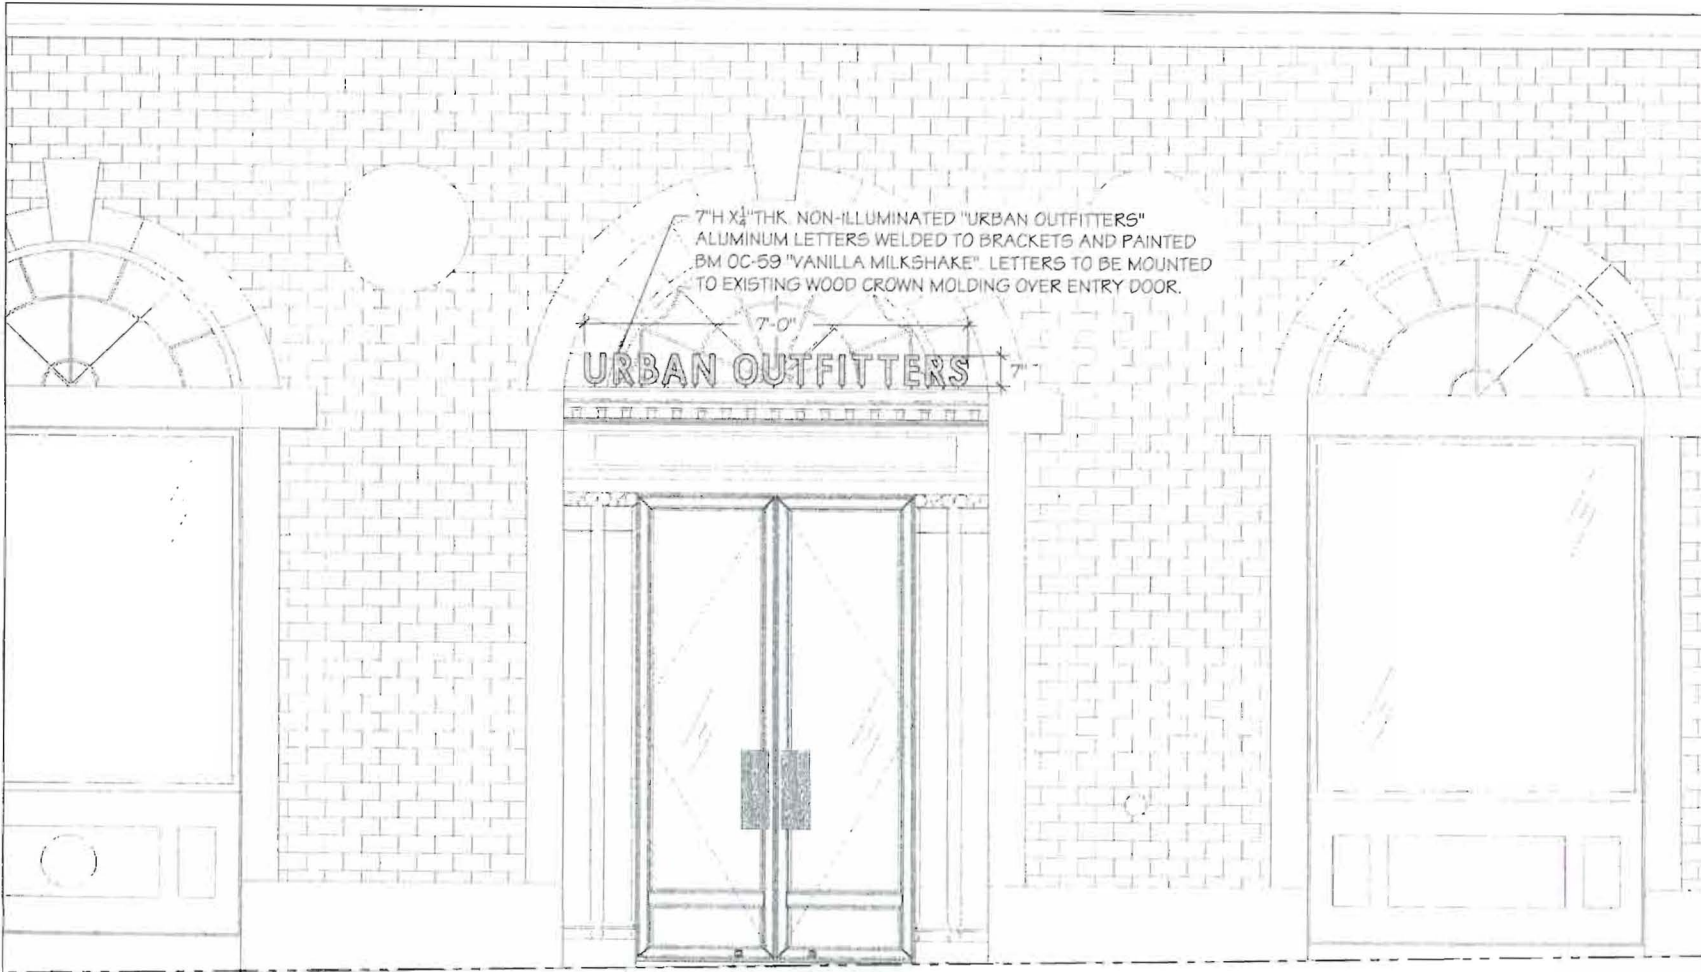 7"H X¼"THK. NON-ILLUMINATED "URBAN OUTFITTERS"
ALUMINUM LETTERS WELDED TO BRACKETS AND PAINTED
BM OC-59 "VANILLA MILKSHAKE". LETTERS TO BE MOUNTED
TO EXISTING WOOD CROWN MOLDING OVER ENTRY DOOR.
7'-0"
URBAN OUTFITTERS
7"